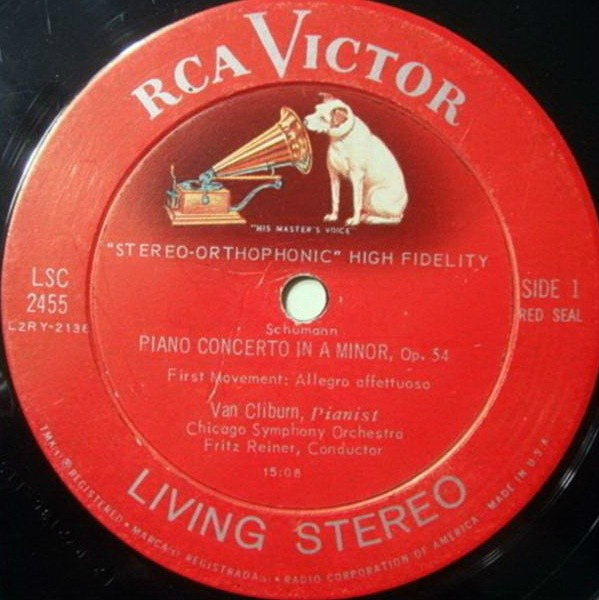 RCA VICTOR
"HIS MASTER'S VOICE"
"STEREO-ORTHOPHONIC" HIGH FIDELITY
LSC
2455
L2RY-2136
SIDE 1
RED SEAL
Schumann
PIANO CONCERTO IN A MINOR, Op. 54
First Movement: Allegro affettuoso
Van Cliburn, Pianist
Chicago Symphony Orchestra
Fritz Reiner, Conductor
15:08
LIVING STEREO
TMK(s) ® REGISTERED • MARCA(s) REGISTRADA(s) • RADIO CORPORATION OF AMERICA - MADE IN U.S.A.